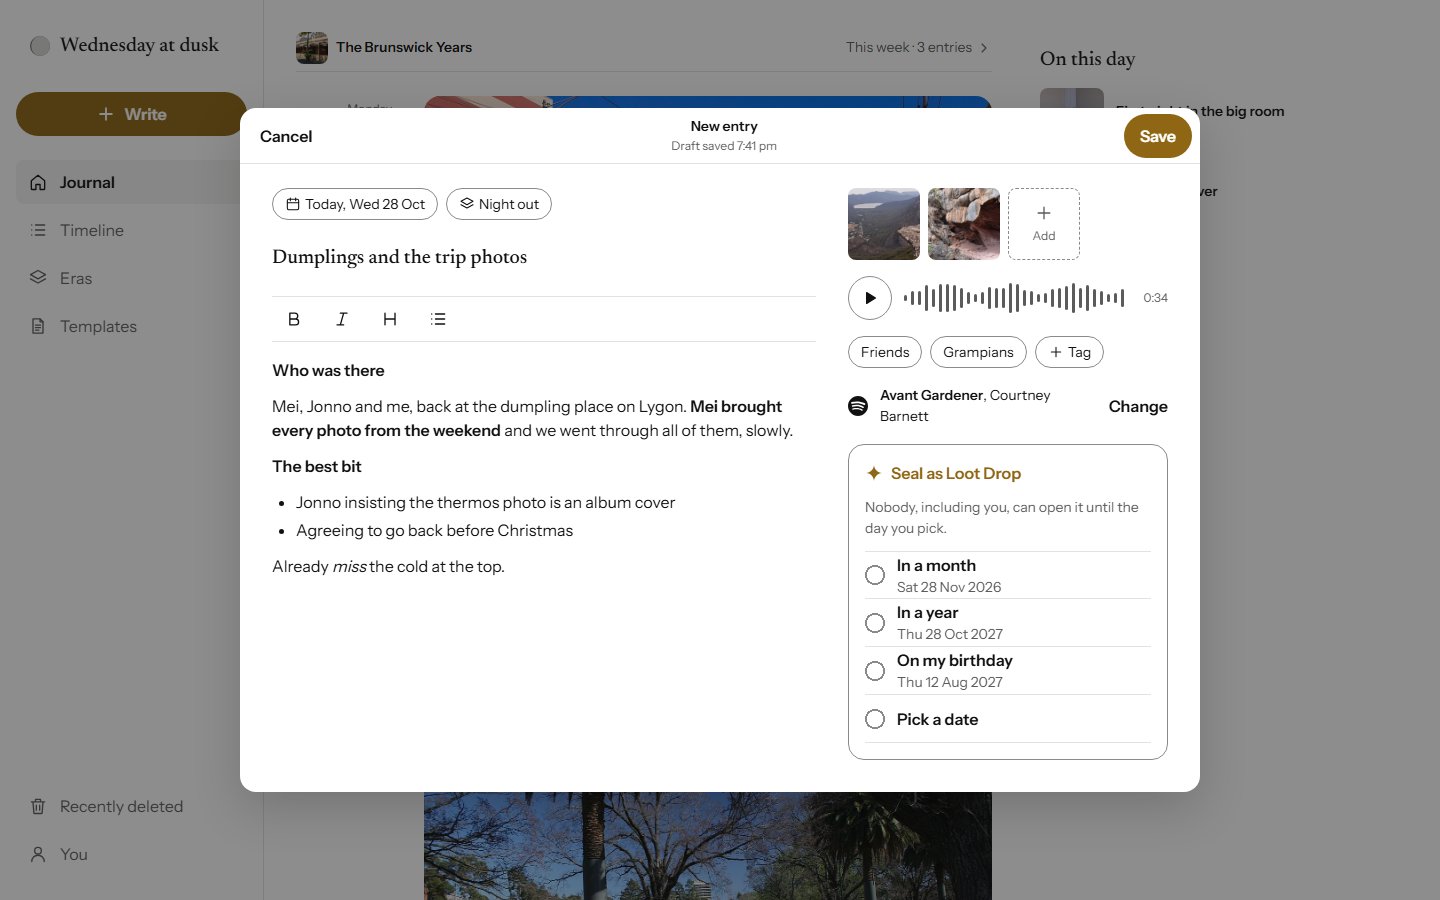 Wednesday at dusk
Write
Journal
Timeline
Eras
Templates
Recently deleted
You
The Brunswick Years
This week · 3 entries
On this day
in the big room
Cancel
New entry
Draft saved 7:41 pm
Save
Today, Wed 28 Oct
Night out
Dumplings and the trip photos
B I H
Who was there
Mei, Jonno and me, back at the dumpling place on Lygon. Mei brought
every photo from the weekend and we went through all of them, slowly.
The best bit
• Jonno insisting the thermos photo is an album cover
• Agreeing to go back before Christmas
Already miss the cold at the top.
Add
0:34
Friends
Grampians
Tag
Avant Gardener, Courtney
Barnett
Change
Seal as Loot Drop
Nobody, including you, can open it until the
day you pick.
In a month
Sat 28 Nov 2026
In a year
Thu 28 Oct 2027
On my birthday
Thu 12 Aug 2027
Pick a date